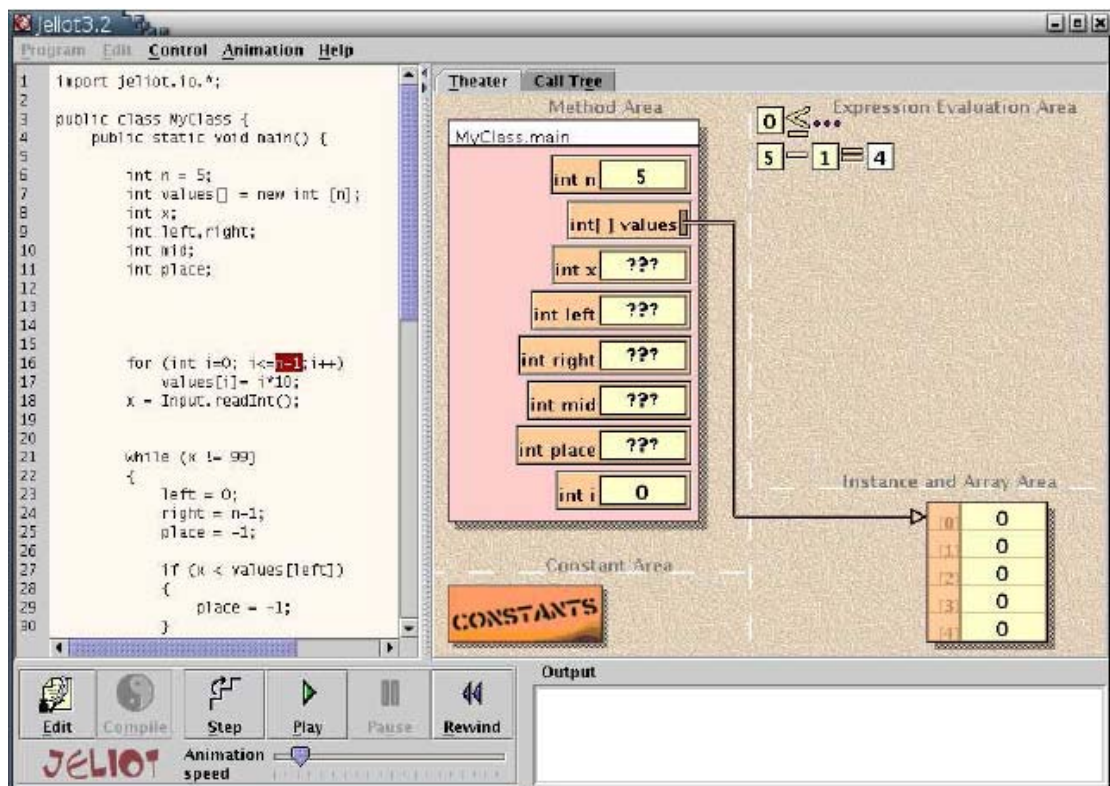 Jeliot3.2
Program Edit Control Animation Help
1 import jeliot.io.*;
2
3 public class MyClass {
4 public static void main() {
5
6 int n = 5;
7 int values[] = new int [n];
8 int x;
9 int left,right;
10 int mid;
11 int place;
12
13
14
15
16 for (int i=0; i<=n-1;i++)
17 values[i]= i*10;
18 x = Input.readInt();
19
20
21 while (x != 99)
22 {
23 left = 0;
24 right = n-1;
25 place = -1;
26
27 if (x < values[left])
28 {
29 place = -1;
30 }
Theater Call Tree
Method Area
MyClass.main
int n 5
int[ ] values
int x ???
int left ???
int right ???
int mid ???
int place ???
int i 0
Expression Evaluation Area
0 <= ...
5 - 1 = 4
Constant Area
CONSTANTS
Instance and Array Area
[0] 0
[1] 0
[2] 0
[3] 0
[4] 0
Edit Compile Step Play Pause Rewind
JELIOT
Animation speed
Output